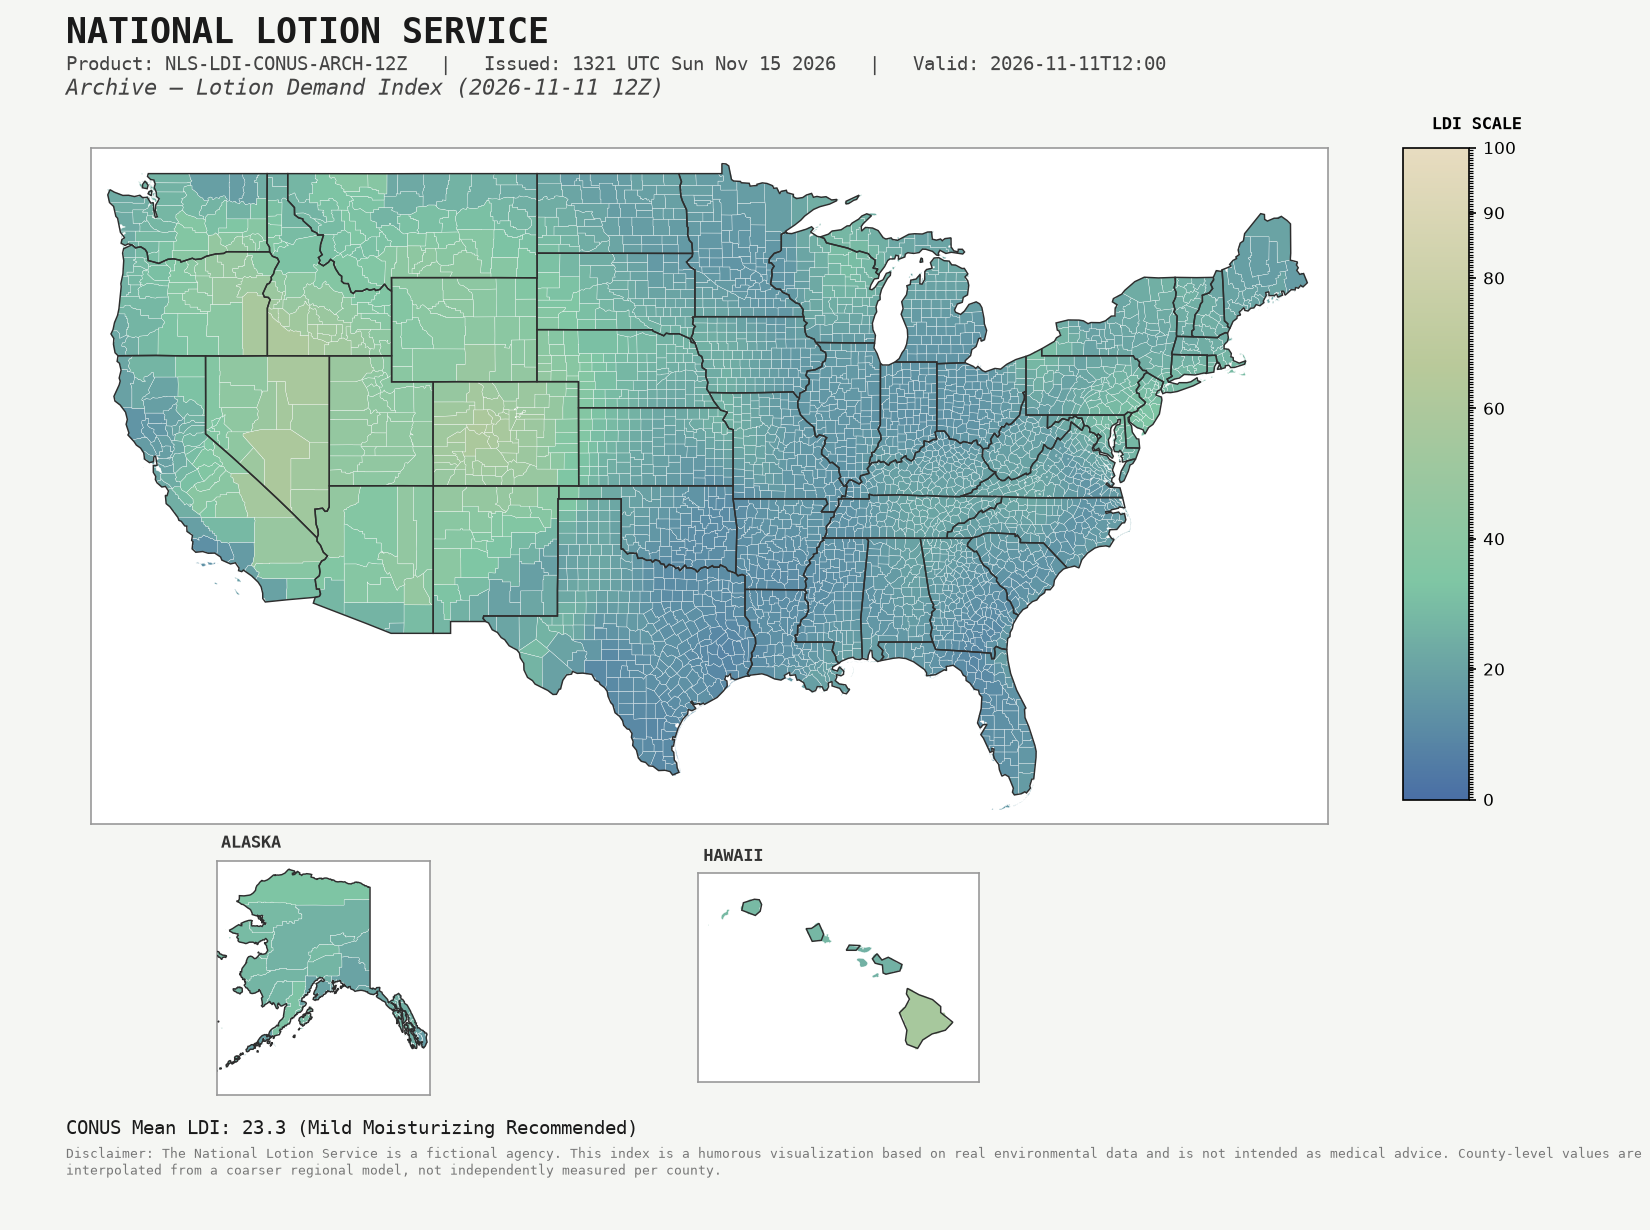 NATIONAL LOTION SERVICE
Product: NLS-LDI-CONUS-ARCH-12Z | Issued: 1321 UTC Sun Nov 15 2026 | Valid: 2026-11-11T12:00
Archive — Lotion Demand Index (2026-11-11 12Z)
LDI SCALE
100
90
80
60
40
20
0
ALASKA
HAWAII
CONUS Mean LDI: 23.3 (Mild Moisturizing Recommended)
Disclaimer: The National Lotion Service is a fictional agency. This index is a humorous visualization based on real environmental data and is not intended as medical advice. County-level values are
interpolated from a coarser regional model, not independently measured per county.